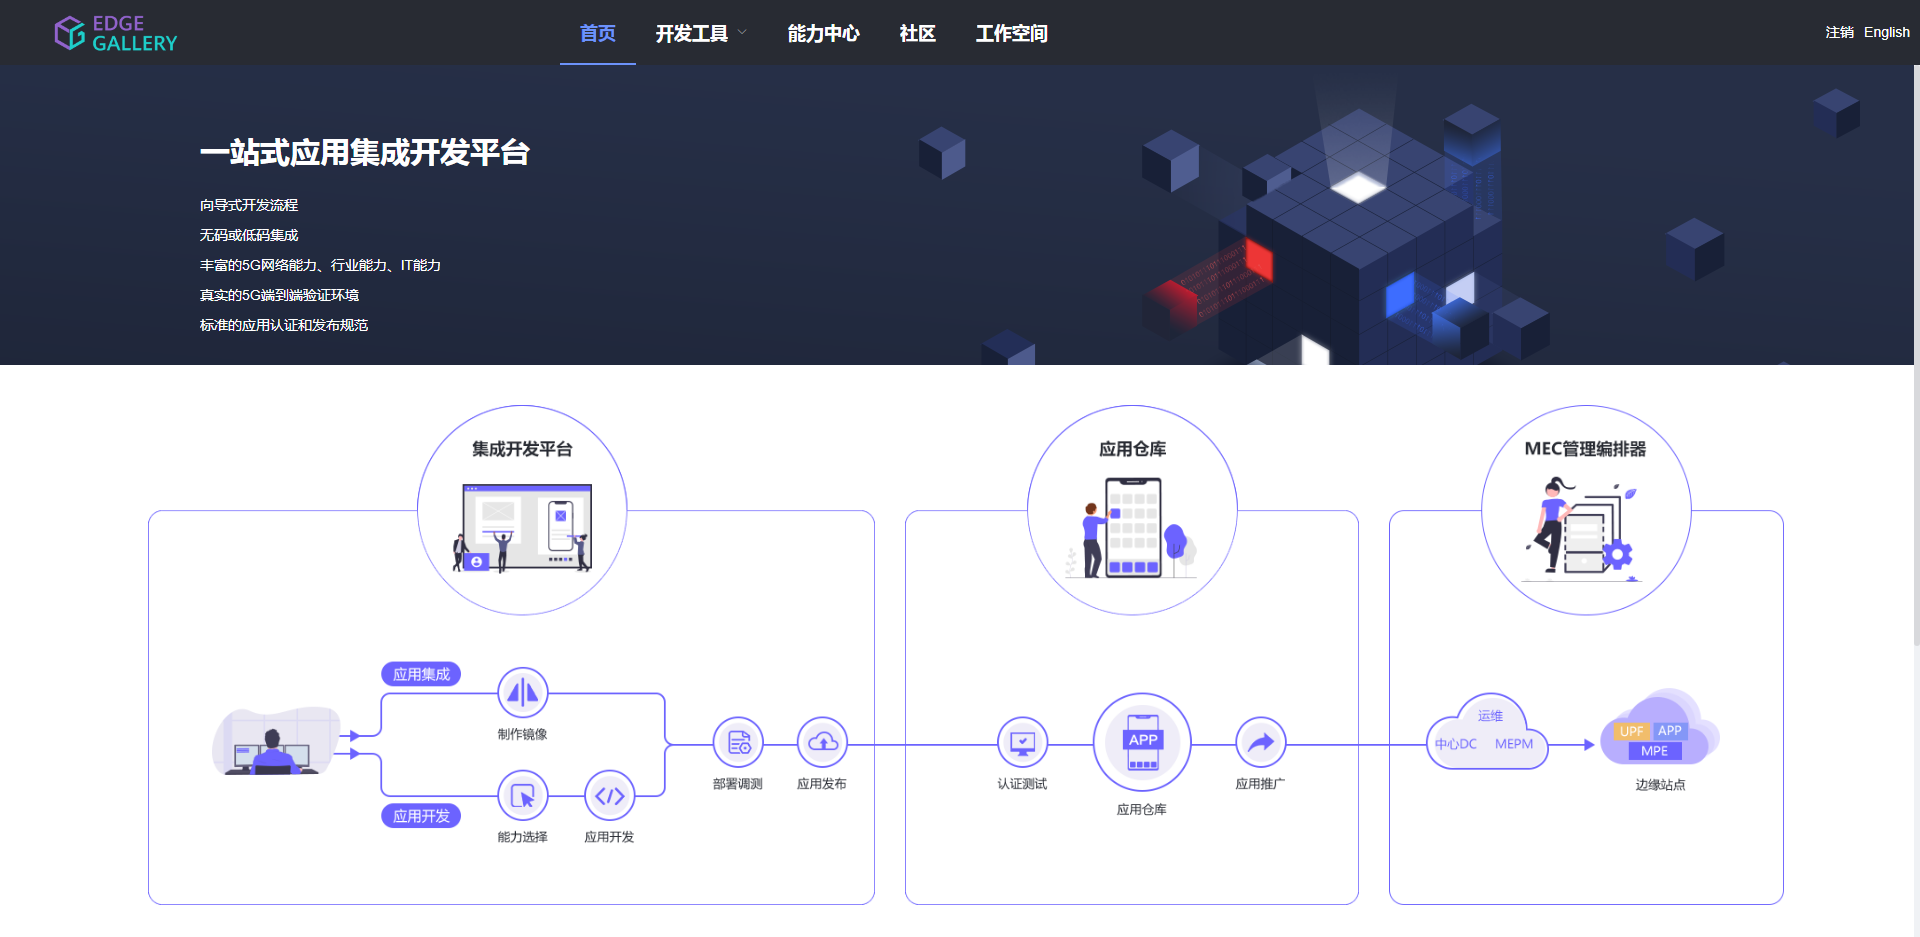 EDGE
GALLERY
首页
开发工具
能力中心
社区
工作空间
注销
English
一站式应用集成开发平台
向导式开发流程
无码或低码集成
丰富的5G网络能力、行业能力、IT能力
真实的5G端到端验证环境
标准的应用认证和发布规范
集成开发平台
应用仓库
MEC管理编排器
应用集成
制作镜像
应用开发
能力选择
应用开发
部署调测
应用发布
认证测试
APP
应用仓库
应用推广
运维
中心DC
MEPM
UPF
APP
MPE
边缘站点